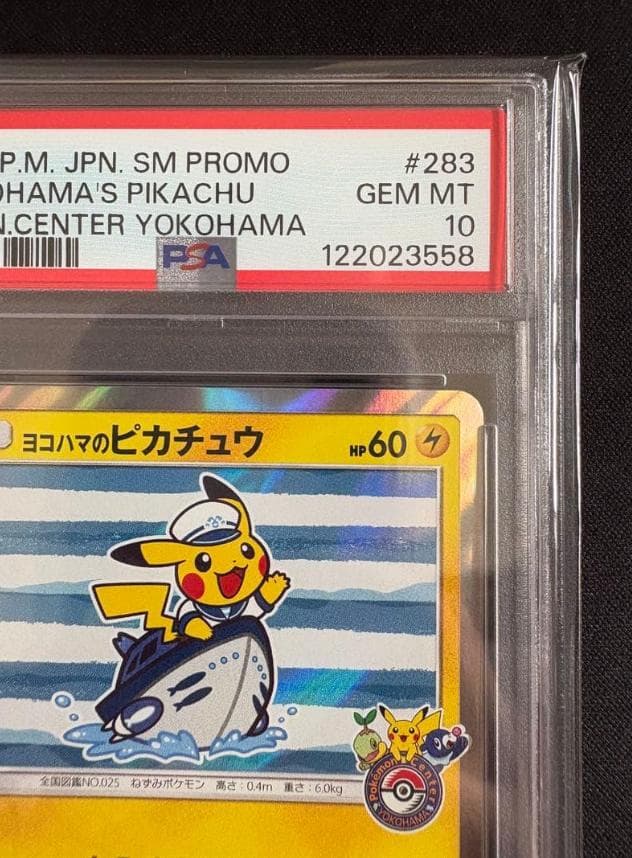 P.M. JPN. SM PROMO #283
OHAMA'S PIKACHU GEM MT
N.CENTER YOKOHAMA 10
PSA 122023558
ヨコハマのピカチュウ HP60
全国図鑑NO.025 ねずみポケモン 高さ:0.4m 重さ:6.0kg
Pokémon Center
YOKOHAMA